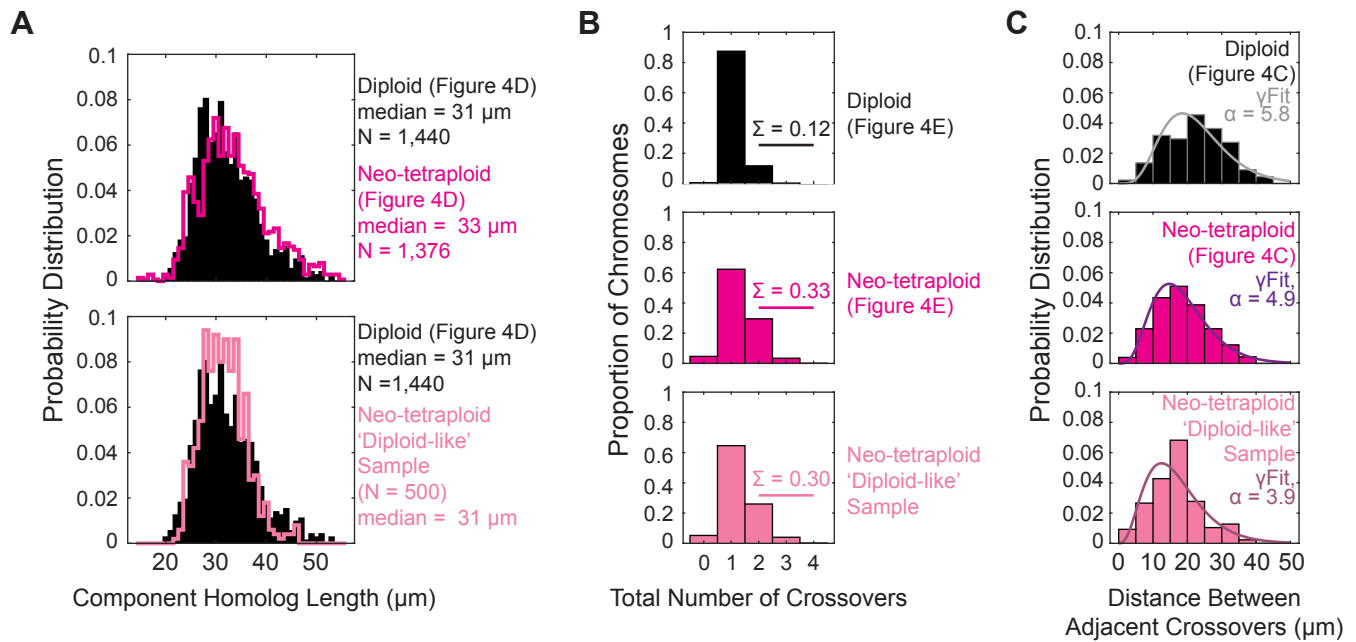 A
Probability Distribution
0.1
0.08
0.06
0.04
0.02
0
Diploid (Figure 4D)
median = 31 µm
N = 1,440
Neo-tetraploid
(Figure 4D)
median = 33 µm
N = 1,376
0.1
0.08
0.06
0.04
0.02
0
Diploid (Figure 4D)
median = 31 µm
N =1,440
Neo-tetraploid
'Diploid-like'
Sample
(N = 500)
median = 31 µm
20 30 40 50
Component Homolog Length (µm)
B
Proportion of Chromosomes
1
0.8
0.6
0.4
0.2
0
Σ = 0.12
Diploid
(Figure 4E)
1
0.8
0.6
0.4
0.2
0
Σ = 0.33
Neo-tetraploid
(Figure 4E)
1
0.8
0.6
0.4
0.2
0
Σ = 0.30
Neo-tetraploid
'Diploid-like'
Sample
0 1 2 3 4
Total Number of Crossovers
C
Probability Distribution
0.1
0.08
0.06
0.04
0.02
0
Diploid
(Figure 4C)
γFit
α = 5.8
0.1
0.08
0.06
0.04
0.02
0
Neo-tetraploid
(Figure 4C)
γFit,
α = 4.9
0.1
0.08
0.06
0.04
0.02
0
Neo-tetraploid
'Diploid-like'
Sample
γFit,
α = 3.9
0 10 20 30 40 50
Distance Between
Adjacent Crossovers (µm)